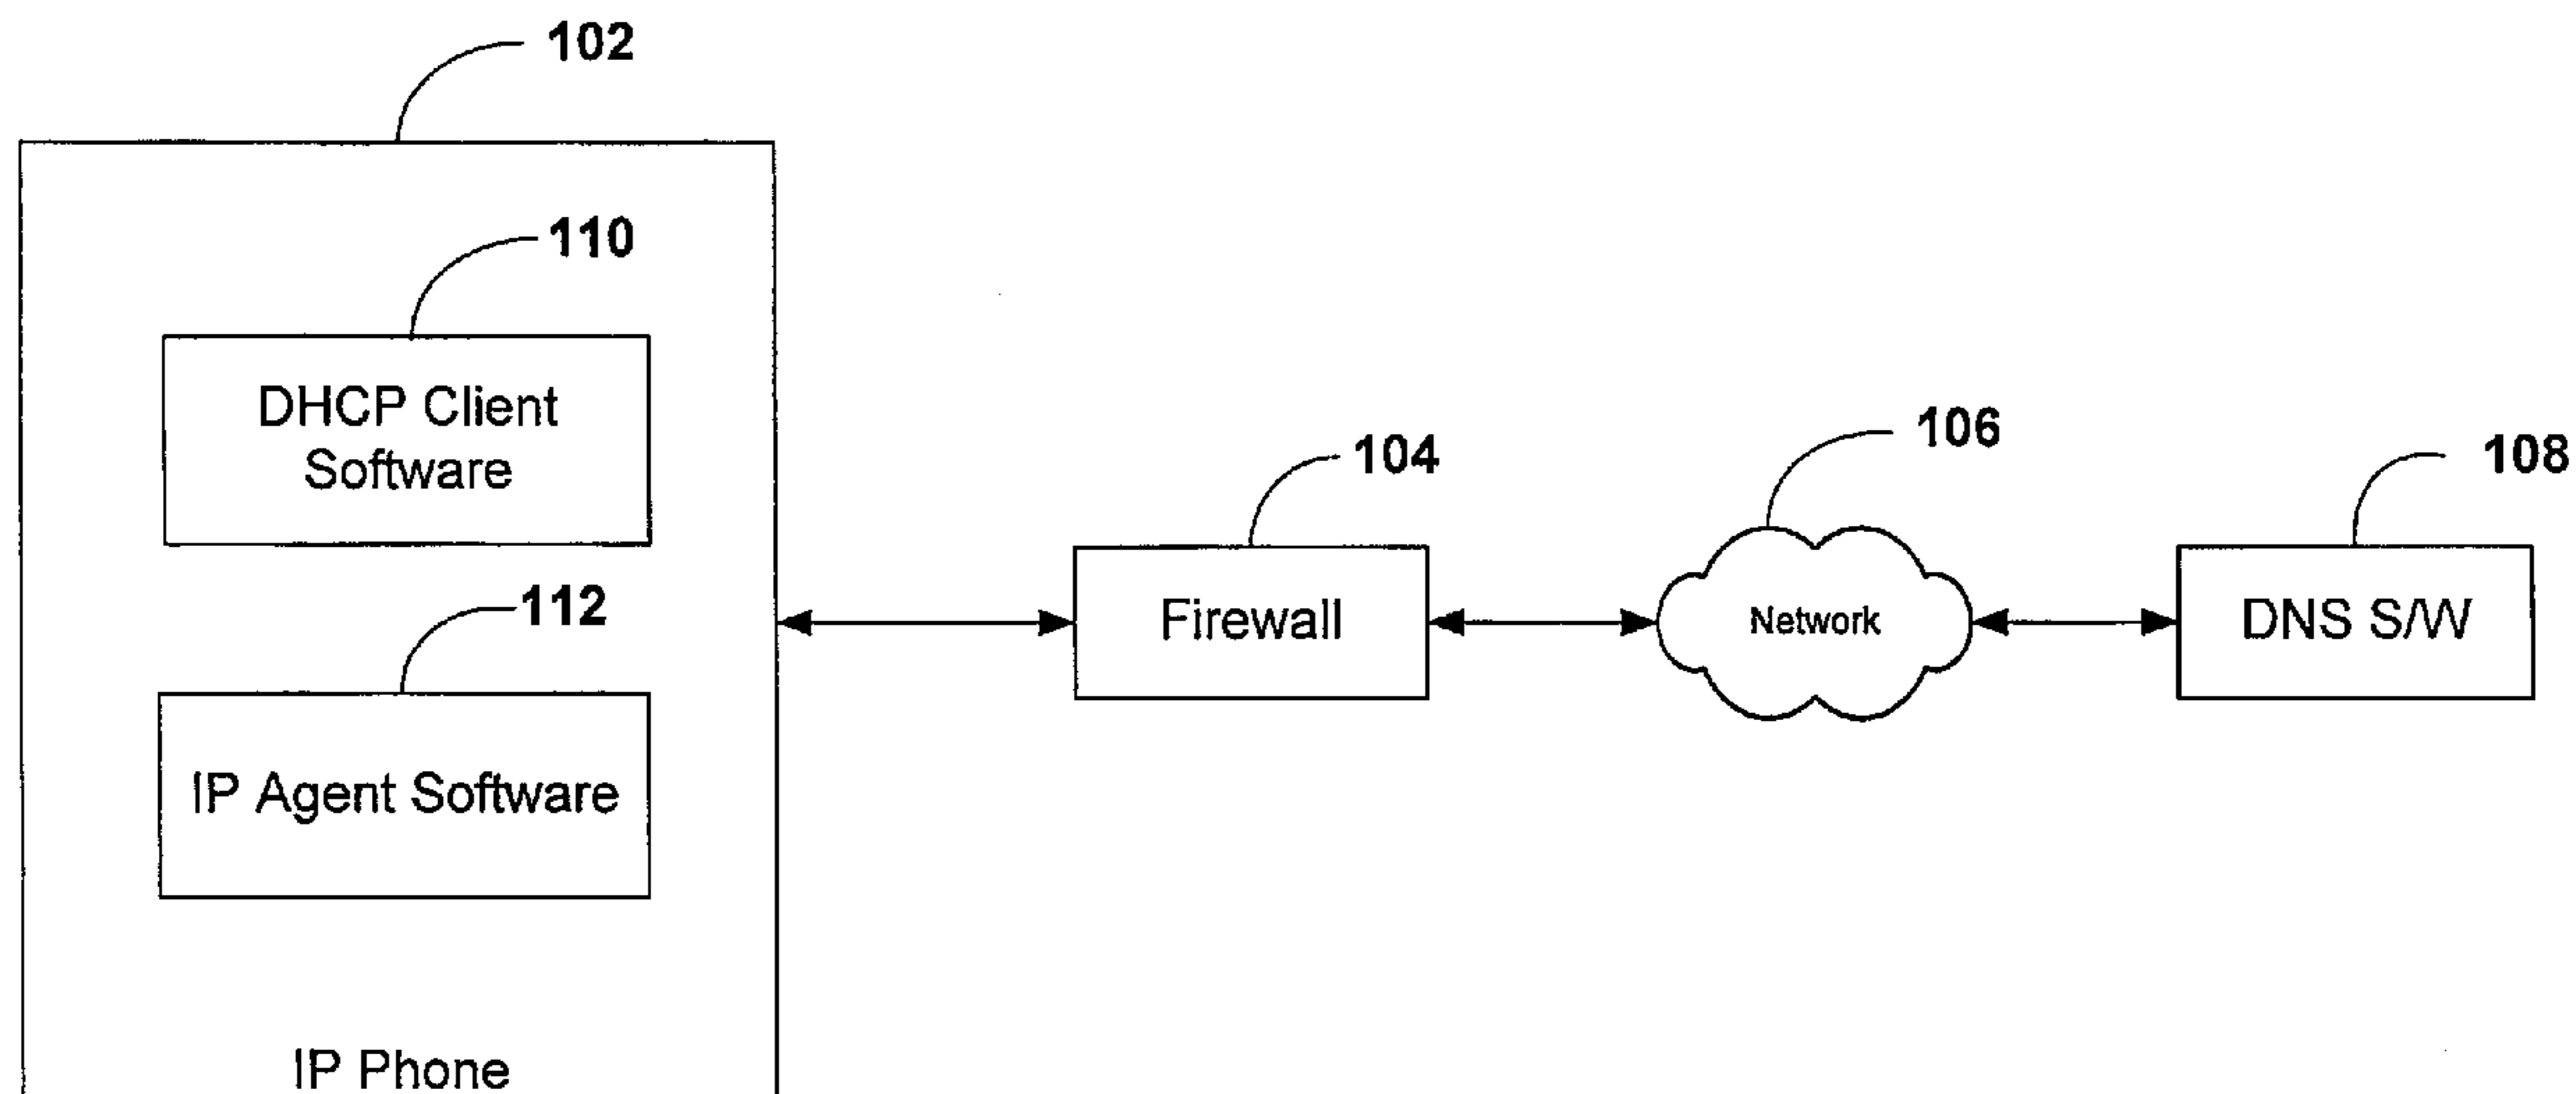 102
110
DHCP Client
Software
112
IP Agent Software
IP Phone
104
Firewall
106
Network
108
DNS S/W